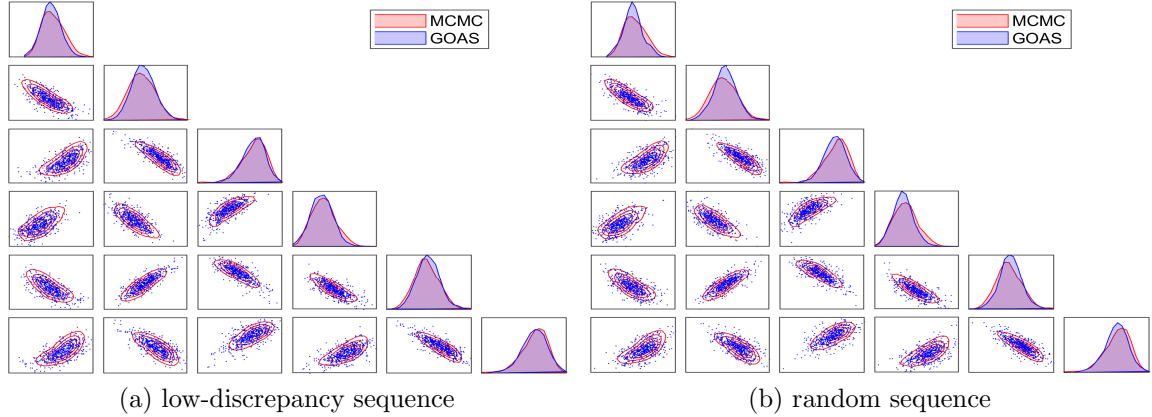 MCMC
GOAS
MCMC
GOAS
(a) low-discrepancy sequence
(b) random sequence